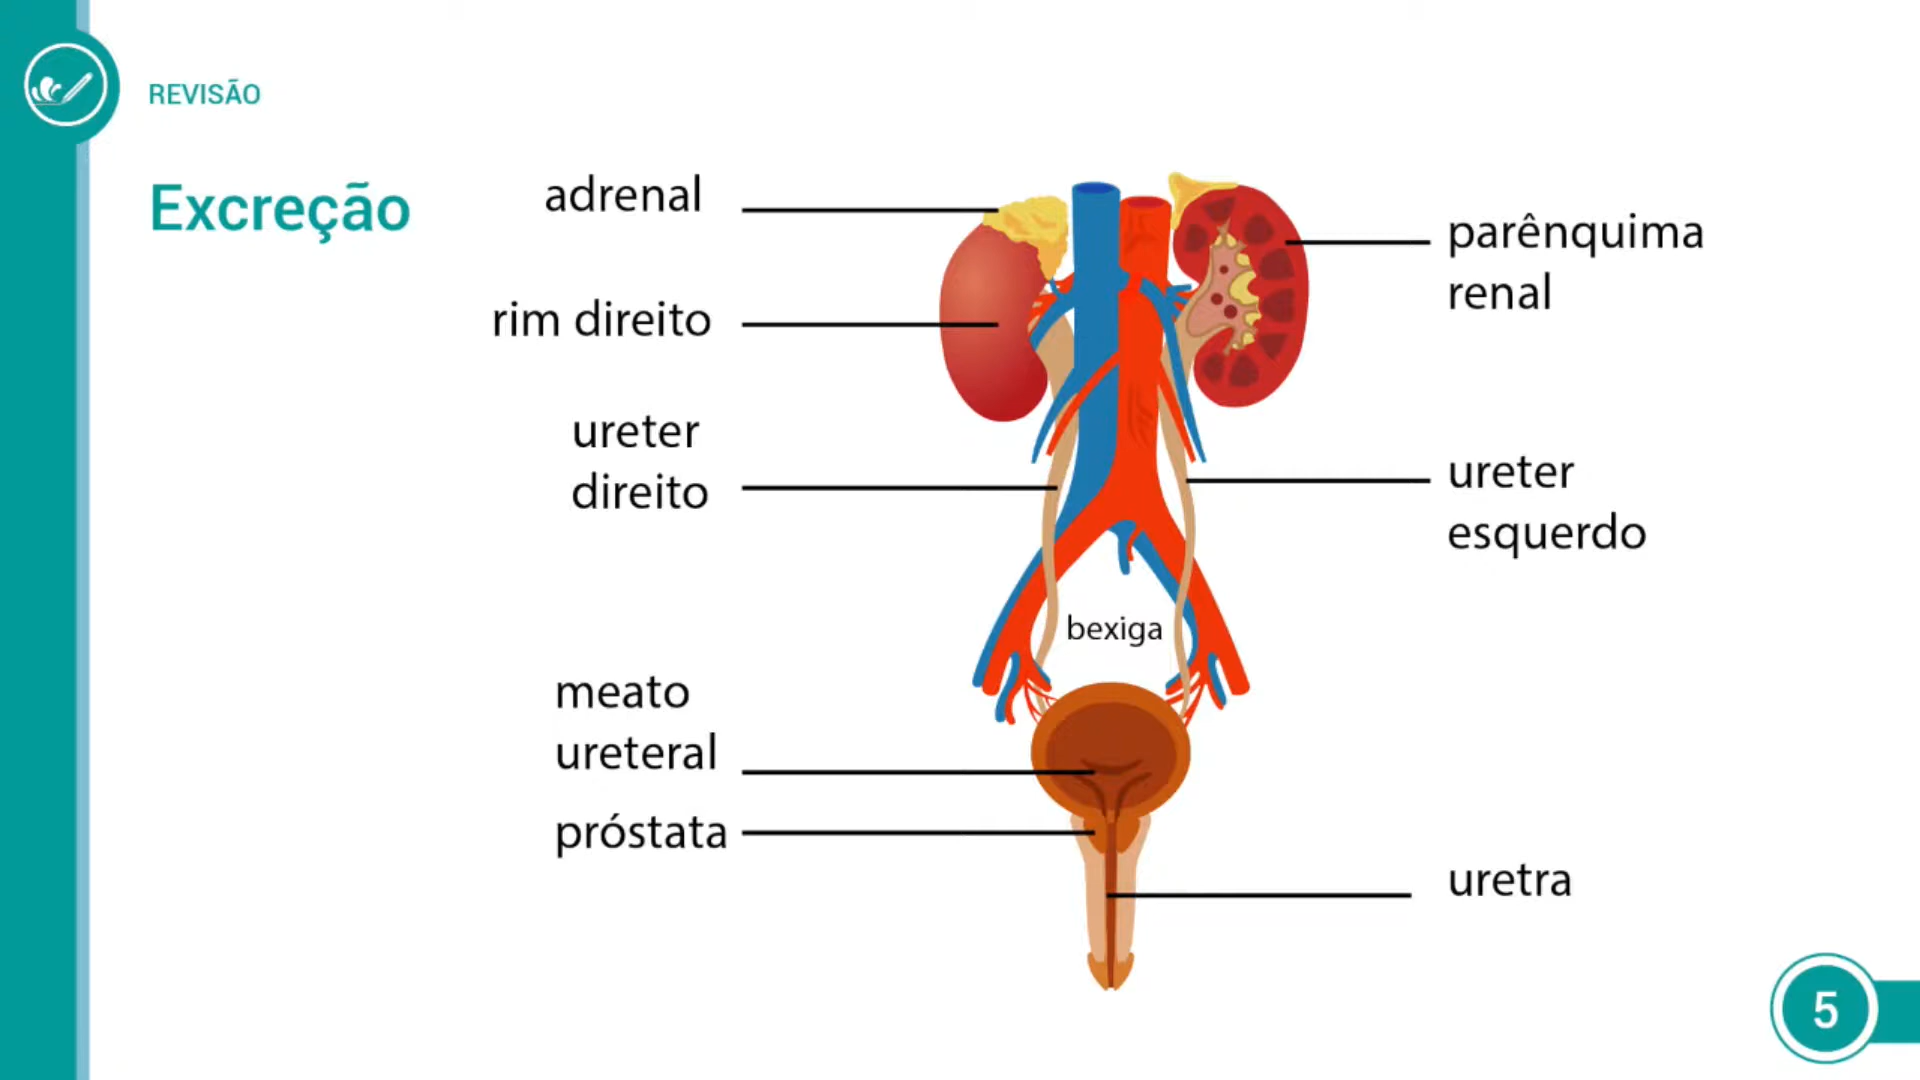 REVISÃO
Excreção
adrenal
rim direito
ureter
direito
meato
ureteral
próstata
bexiga
parênquima
renal
ureter
esquerdo
uretra
5